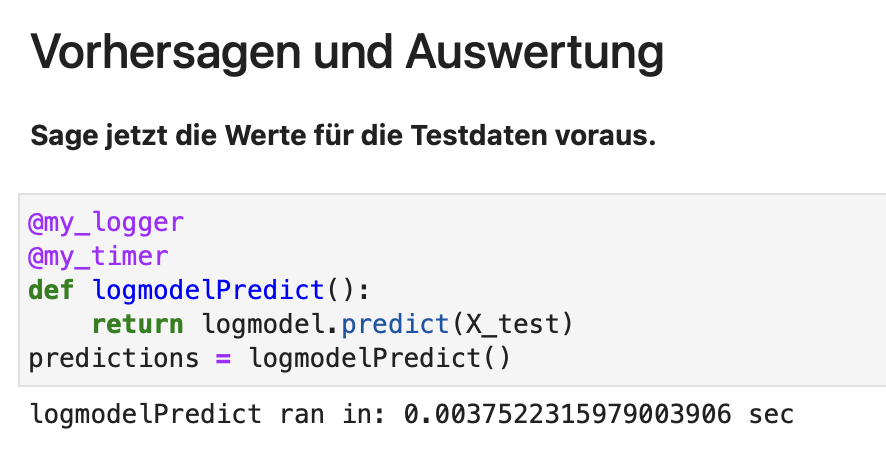 Vorhersagen und Auswertung
Sage jetzt die Werte für die Testdaten voraus.
@my_logger
@my_timer
def logmodelPredict():
    return logmodel.predict(X_test)
predictions = logmodelPredict()
logmodelPredict ran in: 0.0037522315979003906 sec